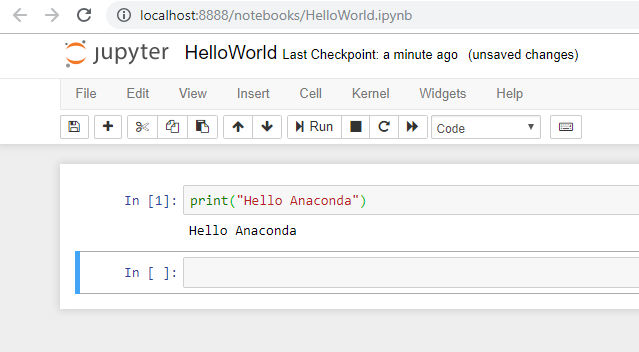 localhost:8888/notebooks/HelloWorld.ipynb
jupyter HelloWorld Last Checkpoint: a minute ago (unsaved changes)
File Edit View Insert Cell Kernel Widgets Help
Run Code
In [1]: print("Hello Anaconda")
Hello Anaconda
In [ ]: